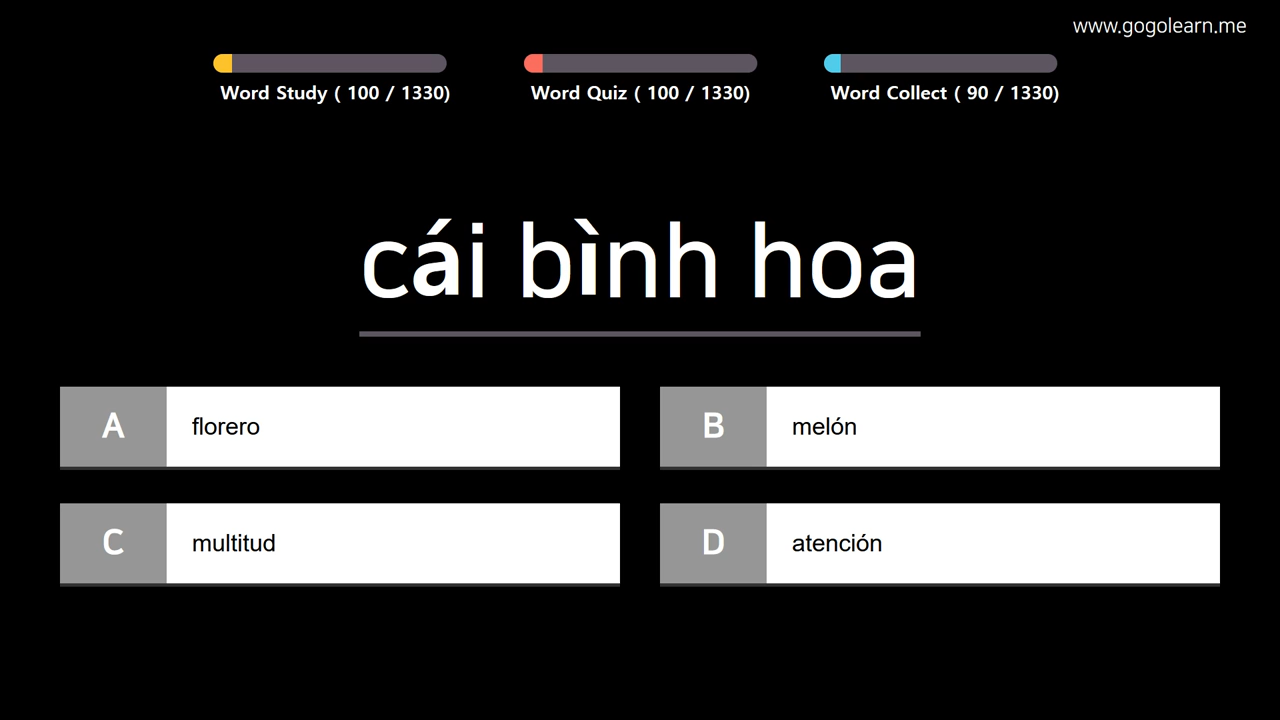 www.gogolearn.me
Word Study ( 100 / 1330)
Word Quiz ( 100 / 1330)
Word Collect ( 90 / 1330)
cái bình hoa
A florero
B melón
C multitud
D atención